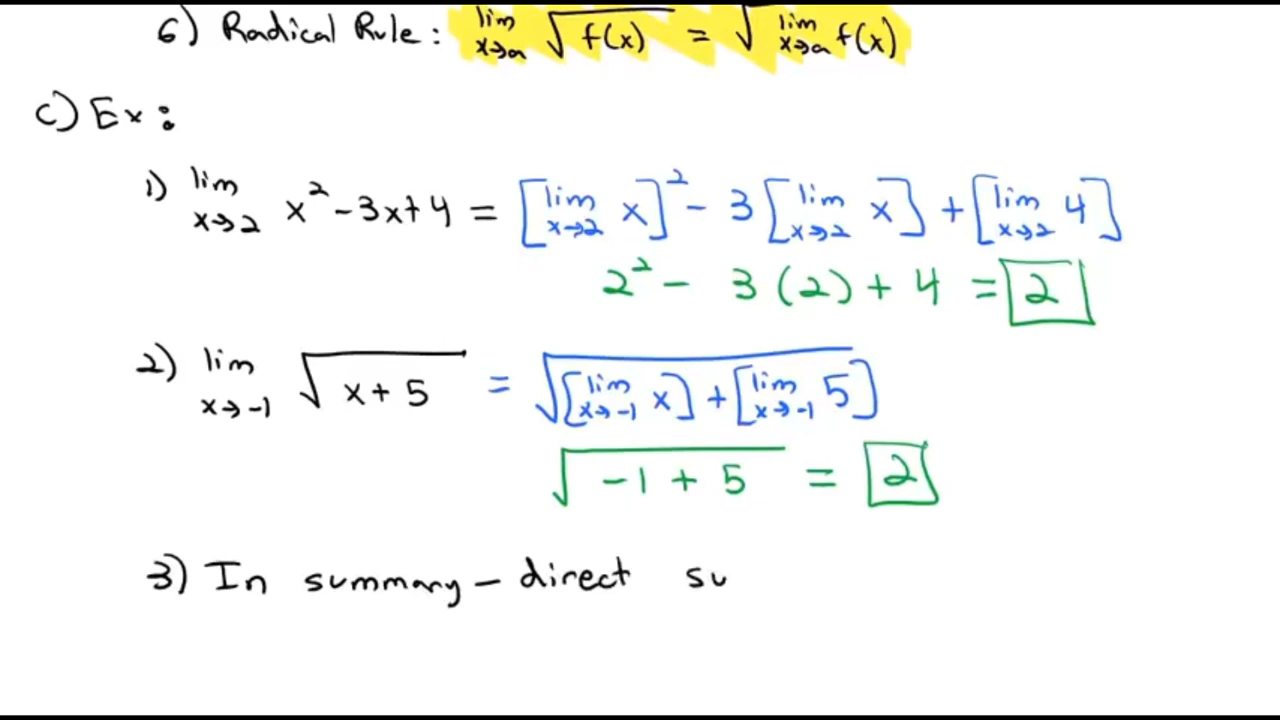 6) Radical Rule: lim x→a √f(x) = √lim x→a f(x)
C) Ex:
1) lim x→2 x² - 3x + 4 = [lim x→2 x]² - 3 [lim x→2 x] + [lim x→2 4]
2² - 3 (2) + 4 = 2
2) lim x→-1 √x + 5 = √[lim x→-1 x] + [lim x→-1 5]
√-1 + 5 = 2
3) In summary - direct su